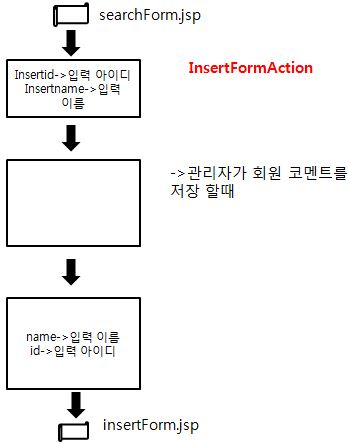 searchForm.jsp
Insertid->입력 아이디
Insertname->입력
이름
InsertFormAction
->관리자가 회원 코멘트를
저장 할때
name->입력 이름
id->입력 아이디
insertForm.jsp